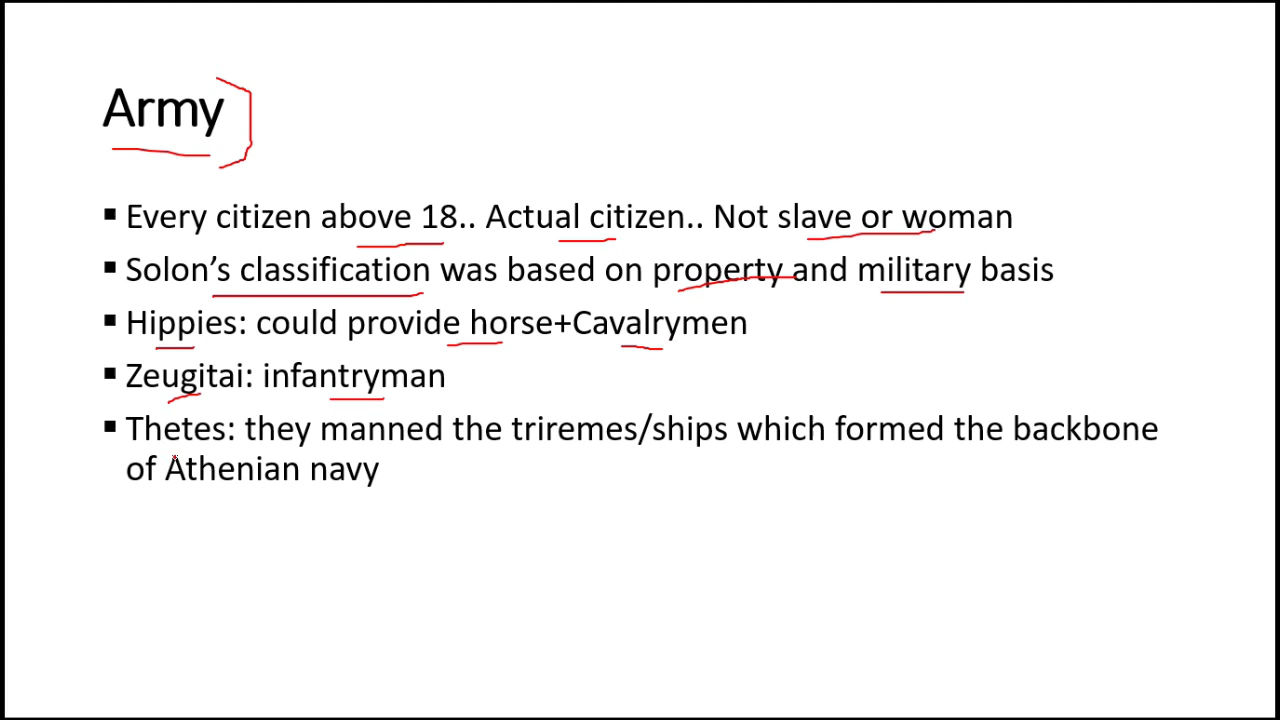 Army
▪ Every citizen above 18.. Actual citizen.. Not slave or woman
▪ Solon’s classification was based on property and military basis
▪ Hippies: could provide horse+Cavalrymen
▪ Zeugitai: infantryman
▪ Thetes: they manned the triremes/ships which formed the backbone
of Athenian navy